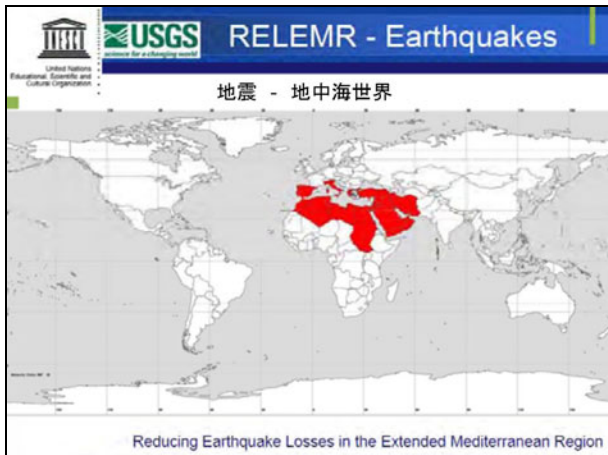 USGS
science for a changing world
RELEMR - Earthquakes
United Nations
Educational, Scientific and
Cultural Organization
地震 - 地中海世界
Reducing Earthquake Losses in the Extended Mediterranean Region